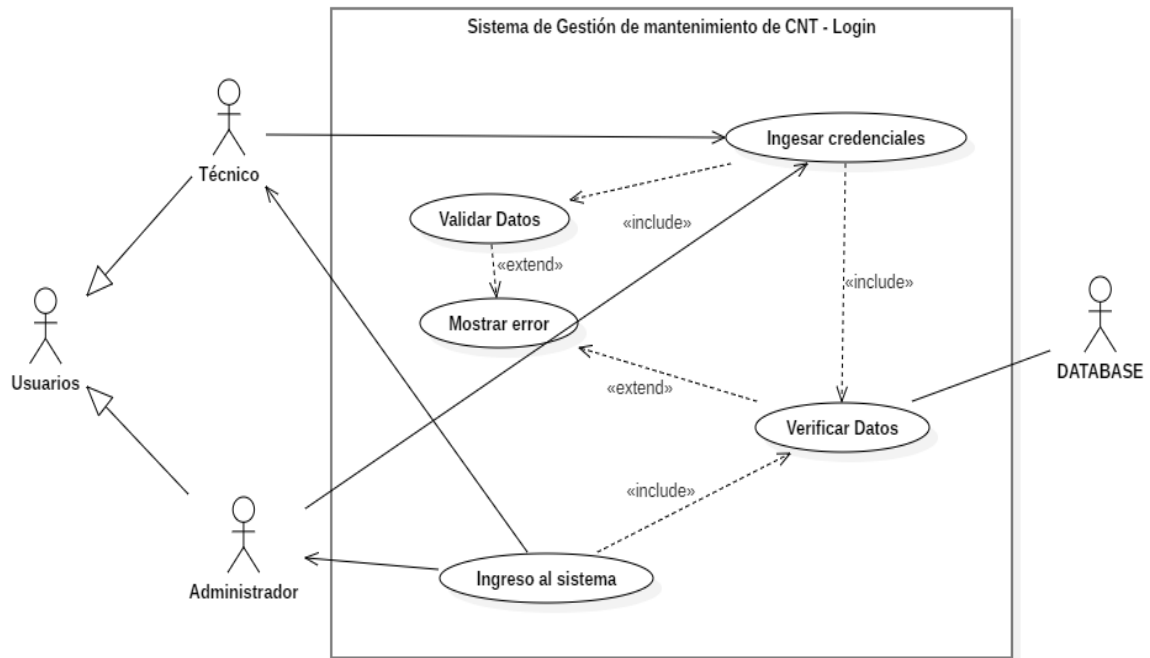 Sistema de Gestión de mantenimiento de CNT - Login
Ingesar credenciales
Técnico
Validar Datos
«include»
«extend»
«include»
Mostrar error
Usuarios
DATABASE
«extend»
Verificar Datos
«include»
Ingreso al sistema
Administrador